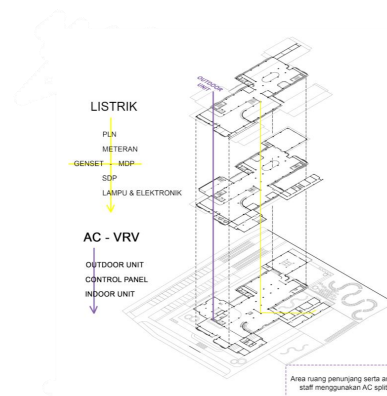 OUTDOOR
UNIT
LISTRIK
PLN
METERAN
GENSET - MDP
SDP
LAMPU & ELEKTRONIK
AC - VRV
OUTDOOR UNIT
CONTROL PANEL
INDOOR UNIT
Area ruang penunjang serta
staff menggunakan AC split